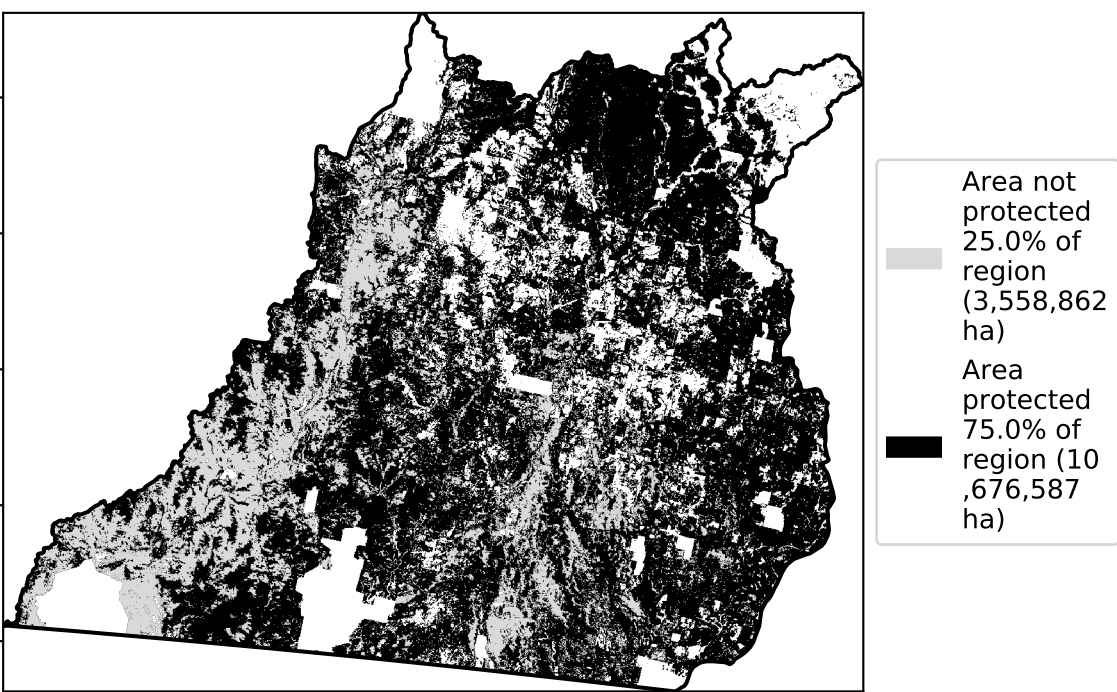 Area not
protected
25.0% of
region
(3,558,862
ha)
Area
protected
75.0% of
region (10
,676,587
ha)